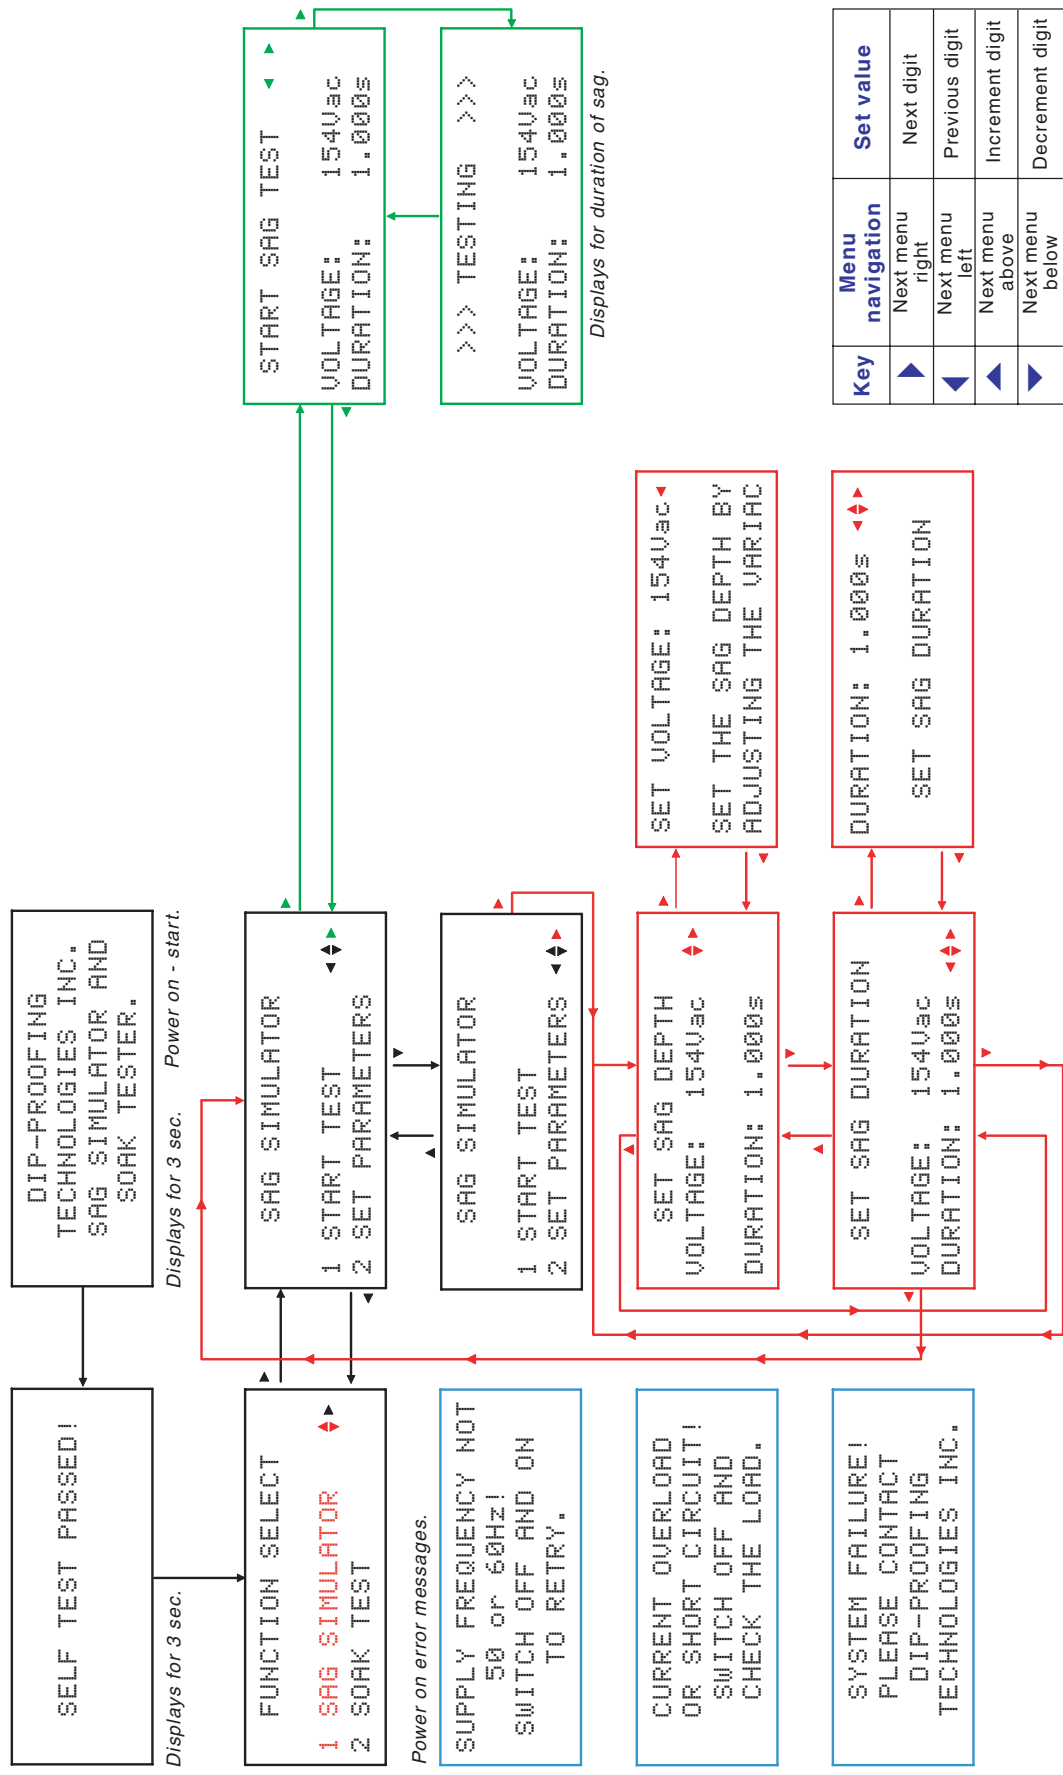 SELF TEST PASSED!
Displays for 3 sec.
DIP-PROOFING
TECHNOLOGIES INC.
SAG SIMULATOR AND
SOAK TESTER.
Displays for 3 sec.
Power on - start.
FUNCTION SELECT
1 SAG SIMULATOR
2 SOAK TEST
SAG SIMULATOR
1 START TEST
2 SET PARAMETERS
START SAG TEST
VOLTAGE: 154Vac
DURATION: 1.000s
Power on error messages.
SUPPLY FREQUENCY NOT
50 or 60Hz!
SWITCH OFF AND ON
TO RETRY.
SAG SIMULATOR
1 START TEST
2 SET PARAMETERS
>>> TESTING >>>
VOLTAGE: 154Vac
DURATION: 1.000s
Displays for duration of sag.
CURRENT OVERLOAD
OR SHORT CIRCUIT!
SWITCH OFF AND
CHECK THE LOAD.
SET SAG DEPTH
VOLTAGE: 154Vac
DURATION: 1.000s
SET VOLTAGE: 154Vac
SET THE SAG DEPTH BY
ADJUSTING THE VARIAC
SYSTEM FAILURE!
PLEASE CONTACT
DIP-PROOFING
TECHNOLOGIES INC.
SET SAG DURATION
VOLTAGE: 154Vac
DURATION: 1.000s
DURATION: 1.000s
SET SAG DURATION
Key Menu navigation Set value
Next menu right Next digit
Next menu left Previous digit
Next menu above Increment digit
Next menu below Decrement digit